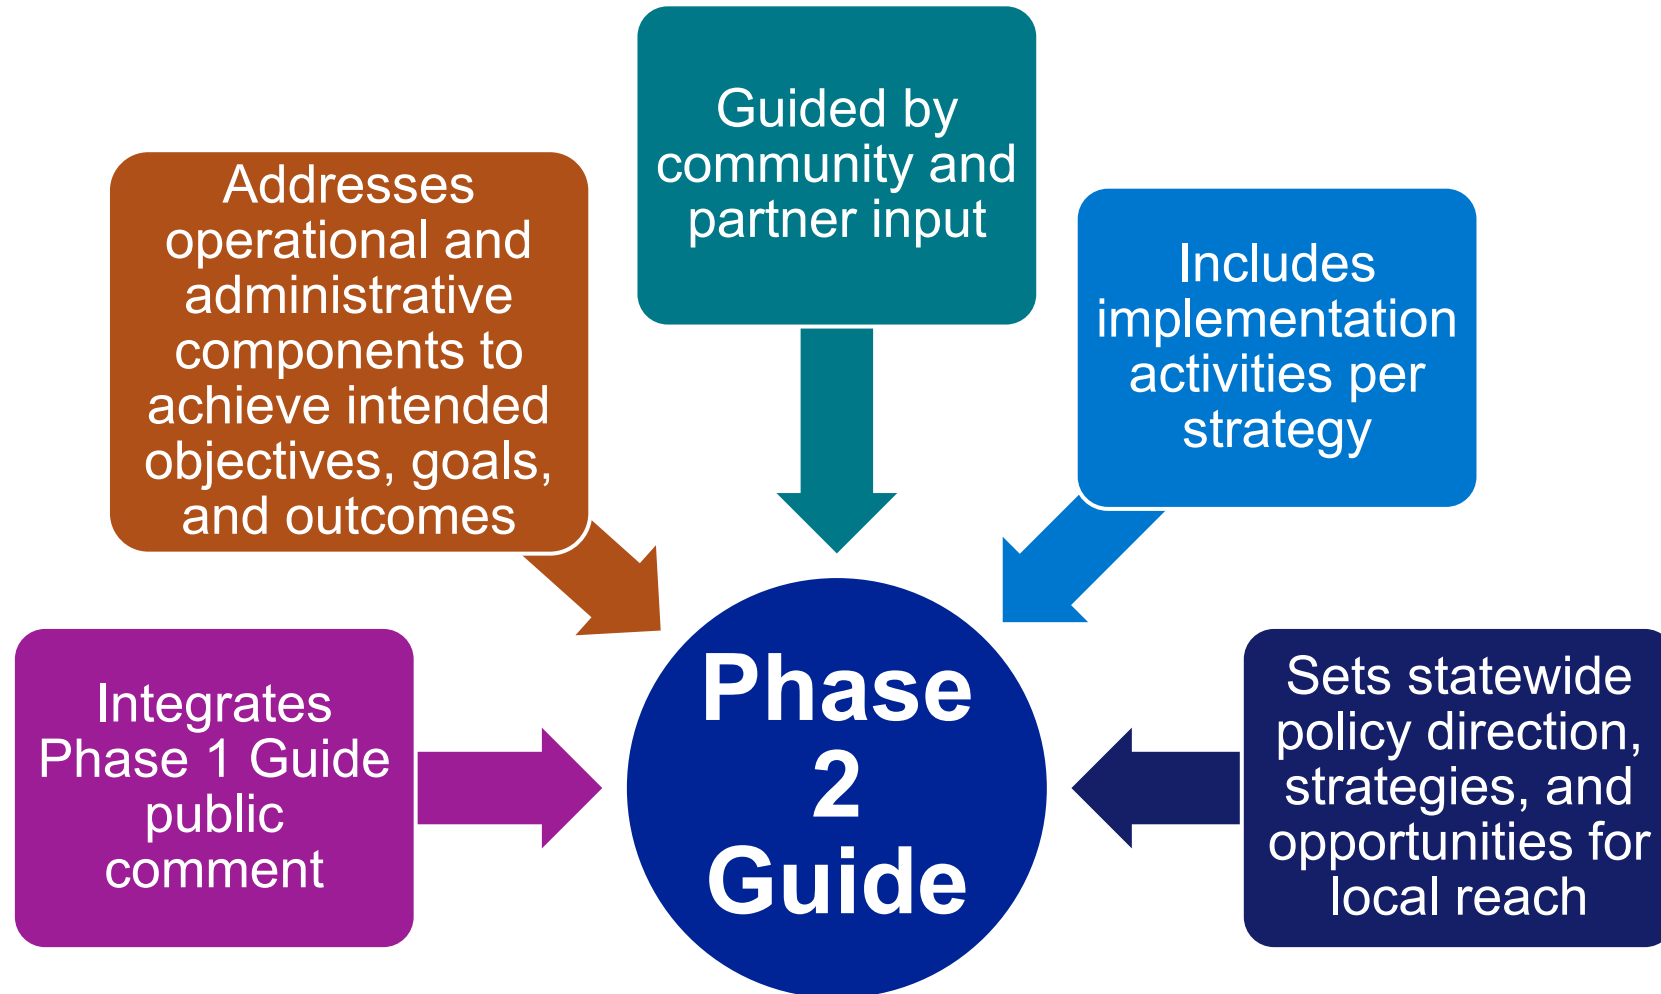 Integrates
Phase 1 Guide
public
comment
Addresses
operational and
administrative
components to
achieve intended
objectives, goals,
and outcomes
Guided by
community and
partner input
Includes
implementation
activities per
strategy
Sets statewide
policy direction,
strategies, and
opportunities for
local reach
Phase
2
Guide